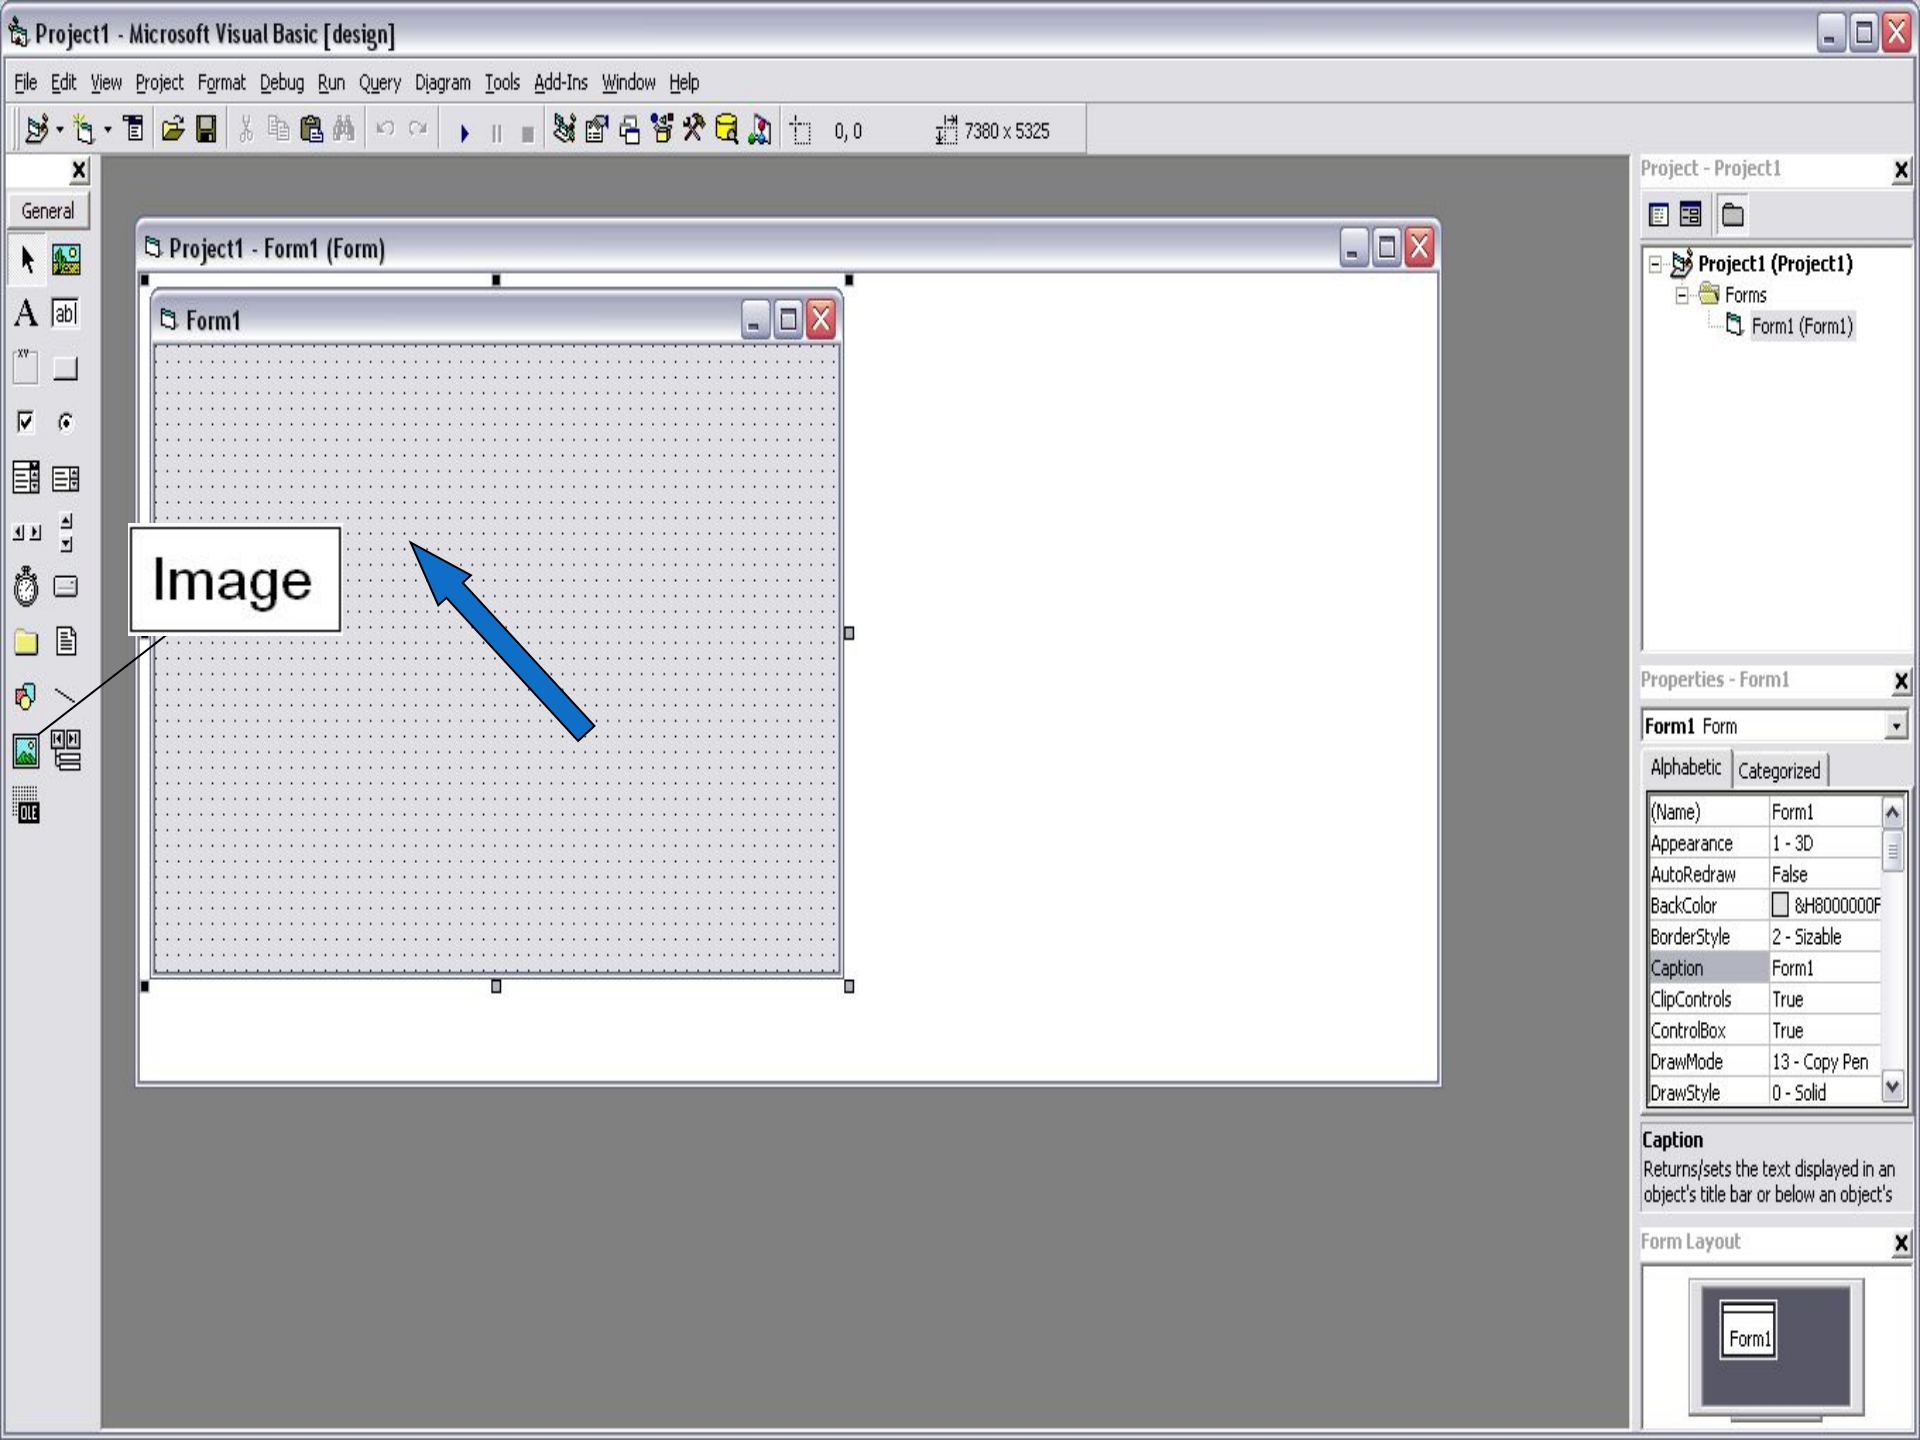 Project1 - Microsoft Visual Basic [design]
File Edit View Project Format Debug Run Query Diagram Tools Add-Ins Window Help
0, 0 7380 x 5325
General
A ab|
XY
OLE
Project1 - Form1 (Form)
Form1
Image
Project - Project1
Project1 (Project1)
Forms
Form1 (Form1)
Properties - Form1
Form1 Form
Alphabetic Categorized
(Name) Form1
Appearance 1 - 3D
AutoRedraw False
BackColor &H8000000F
BorderStyle 2 - Sizable
Caption Form1
ClipControls True
ControlBox True
DrawMode 13 - Copy Pen
DrawStyle 0 - Solid
Caption
Returns/sets the text displayed in an
object's title bar or below an object's
Form Layout
Form1